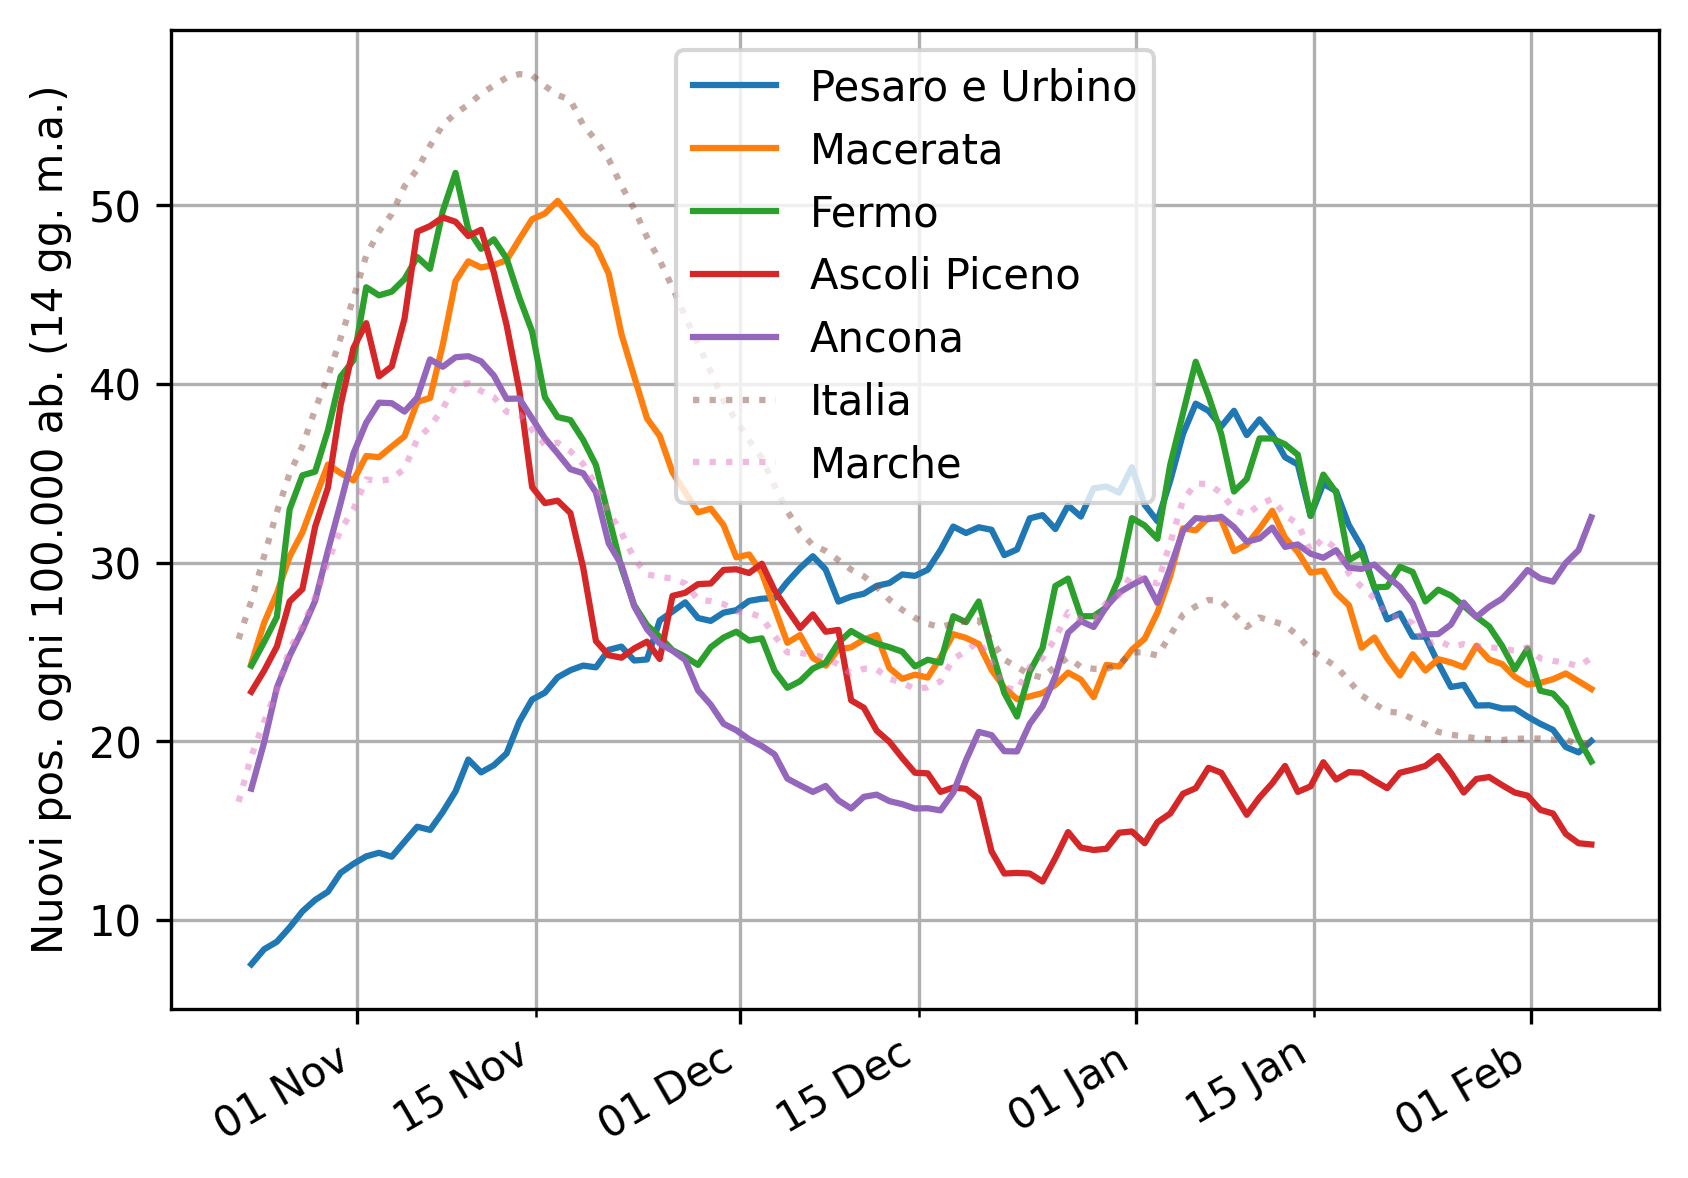 Nuovi pos. ogni 100.000 ab. (14 gg. m.a.)
50
40
30
20
10
Pesaro e Urbino
Macerata
Fermo
Ascoli Piceno
Ancona
Italia
Marche
01 Nov
15 Nov
01 Dec
15 Dec
01 Jan
15 Jan
01 Feb